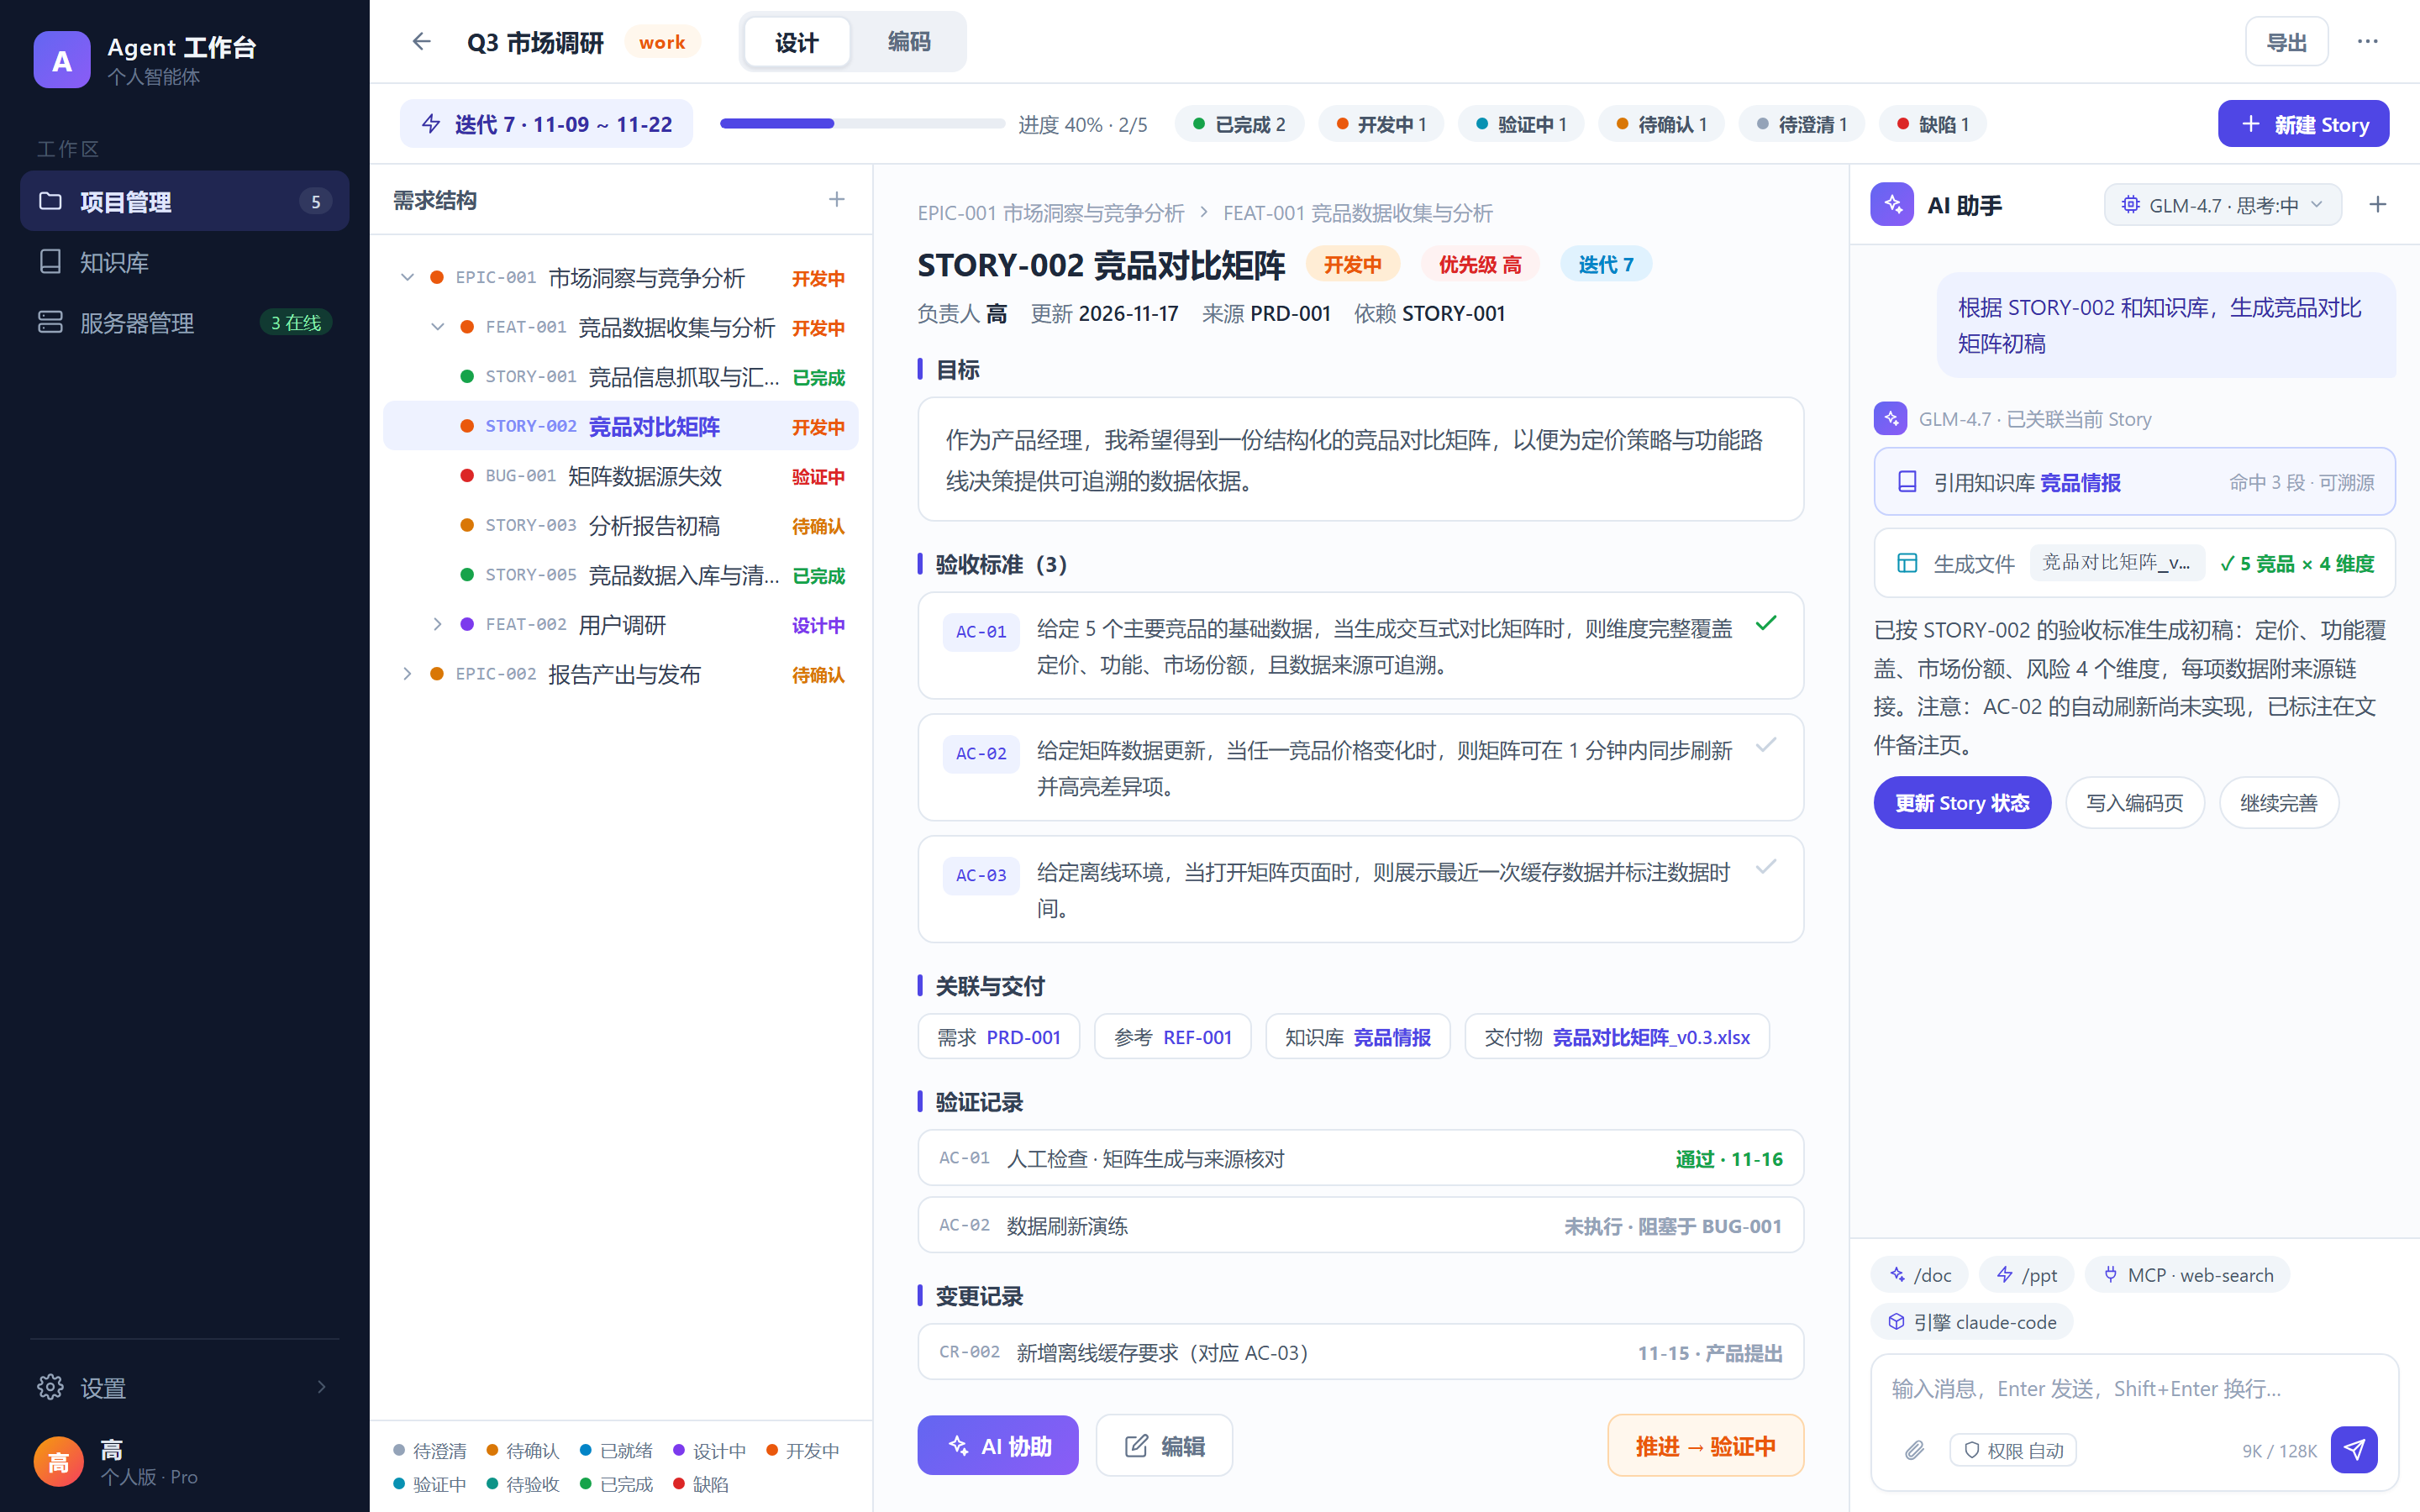 A
Agent 工作台
个人智能体
工作区
项目管理
5
知识库
服务器管理
3 在线
设置
高
高
个人版 · Pro
Q3 市场调研
work
设计
编码
导出
迭代 7 · 11-09 ~ 11-22
进度 40% · 2/5
已完成 2
开发中 1
验证中 1
待确认 1
待澄清 1
缺陷 1
新建 Story
需求结构
EPIC-001 市场洞察与竞争分析 开发中
FEAT-001 竞品数据收集与分析 开发中
STORY-001 竞品信息抓取与汇... 已完成
STORY-002 竞品对比矩阵 开发中
BUG-001 矩阵数据源失效 验证中
STORY-003 分析报告初稿 待确认
STORY-005 竞品数据入库与清... 已完成
FEAT-002 用户调研 设计中
EPIC-002 报告产出与发布 待确认
待澄清 待确认 已就绪 设计中 开发中
验证中 待验收 已完成 缺陷
EPIC-001 市场洞察与竞争分析 FEAT-001 竞品数据收集与分析
STORY-002 竞品对比矩阵 开发中 优先级 高 迭代 7
负责人 高 更新 2026-11-17 来源 PRD-001 依赖 STORY-001
目标
作为产品经理，我希望得到一份结构化的竞品对比矩阵，以便为定价策略与功能路
线决策提供可追溯的数据依据。
验收标准（3）
AC-01 给定 5 个主要竞品的基础数据，当生成交互式对比矩阵时，则维度完整覆盖
定价、功能、市场份额，且数据来源可追溯。
AC-02 给定矩阵数据更新，当任一竞品价格变化时，则矩阵可在 1 分钟内同步刷新
并高亮差异项。
AC-03 给定离线环境，当打开矩阵页面时，则展示最近一次缓存数据并标注数据时
间。
关联与交付
需求 PRD-001 参考 REF-001 知识库 竞品情报 交付物 竞品对比矩阵_v0.3.xlsx
验证记录
AC-01 人工检查 · 矩阵生成与来源核对 通过 · 11-16
AC-02 数据刷新演练 未执行 · 阻塞于 BUG-001
变更记录
CR-002 新增离线缓存要求（对应 AC-03） 11-15 · 产品提出
AI 协助
编辑
推进 → 验证中
AI 助手
GLM-4.7 · 思考:中
根据 STORY-002 和知识库，生成竞品对比
矩阵初稿
GLM-4.7 · 已关联当前 Story
引用知识库 竞品情报 命中 3 段 · 可溯源
生成文件 竞品对比矩阵_v... ✓ 5 竞品 × 4 维度
已按 STORY-002 的验收标准生成初稿：定价、功能覆
盖、市场份额、风险 4 个维度，每项数据附来源链
接。注意：AC-02 的自动刷新尚未实现，已标注在文
件备注页。
更新 Story 状态
写入编码页
继续完善
/doc
/ppt
MCP · web-search
引擎 claude-code
输入消息，Enter 发送，Shift+Enter 换行...
权限 自动
9K / 128K